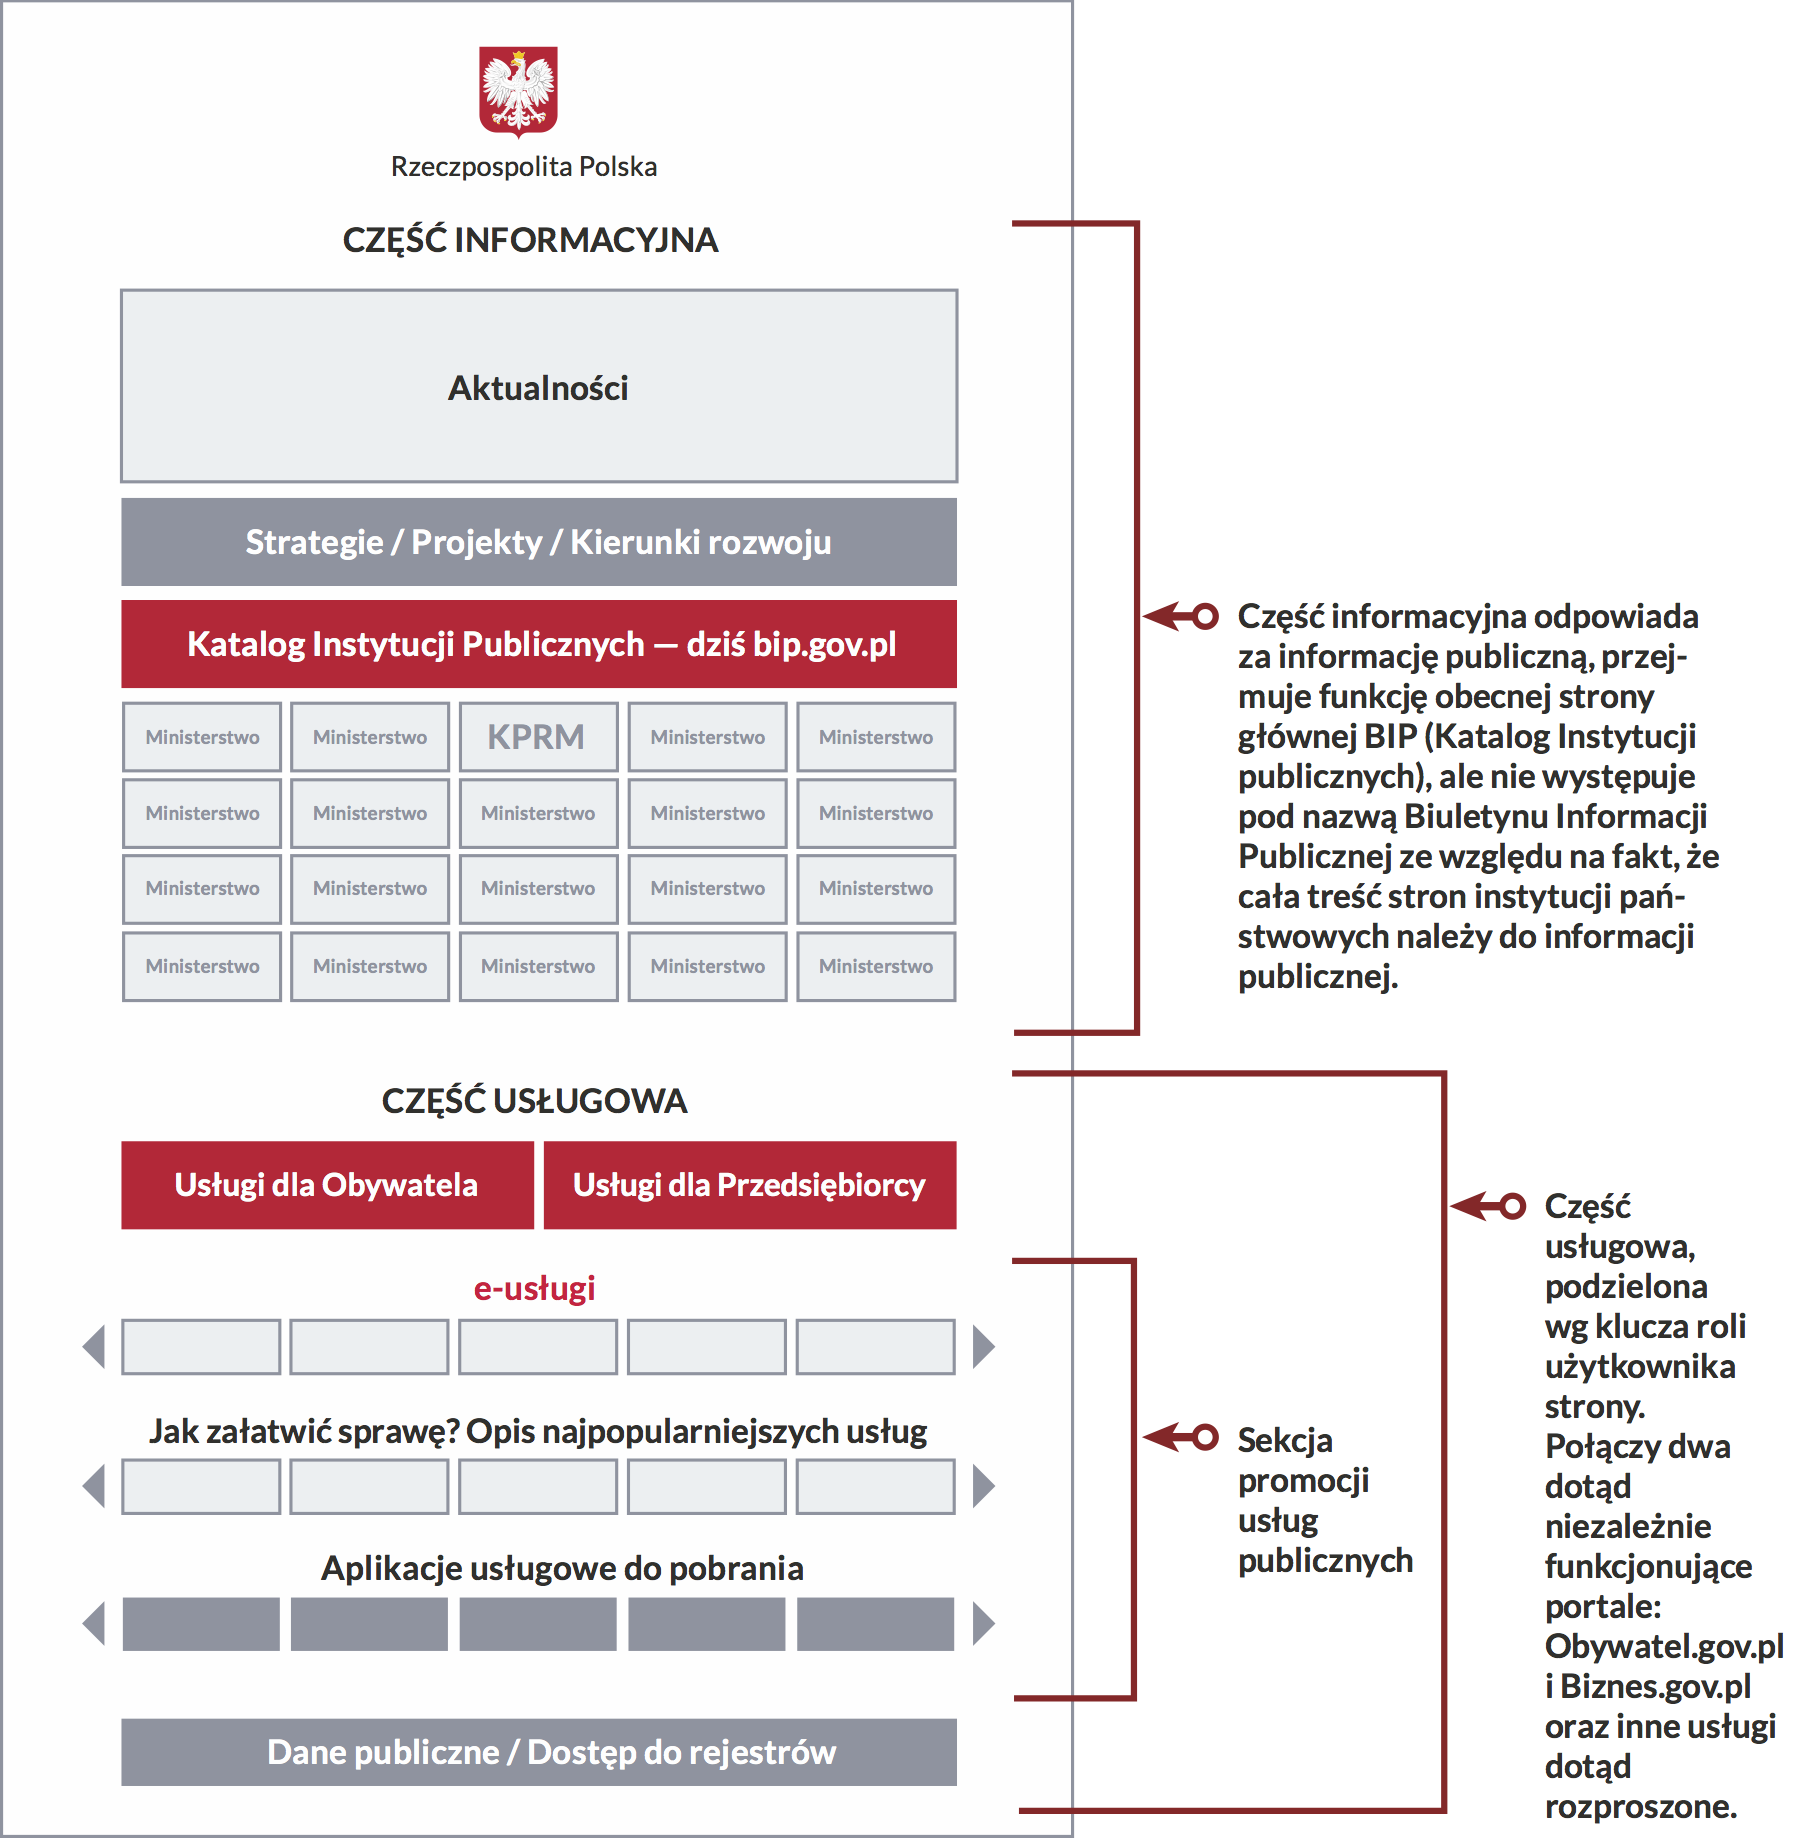 Rzeczpospolita Polska
CZĘŚĆ INFORMACYJNA
Aktualności
Strategie / Projekty / Kierunki rozwoju
Katalog Instytucji Publicznych — dziś bip.gov.pl
Ministerstwo Ministerstwo KPRM Ministerstwo Ministerstwo
Ministerstwo Ministerstwo Ministerstwo Ministerstwo Ministerstwo
Ministerstwo Ministerstwo Ministerstwo Ministerstwo Ministerstwo
Ministerstwo Ministerstwo Ministerstwo Ministerstwo Ministerstwo
Część informacyjna odpowiada
za informację publiczną, przej-
muje funkcję obecnej strony
głównej BIP (Katalog Instytucji
publicznych), ale nie występuje
pod nazwą Biuletynu Informacji
Publicznej ze względu na fakt, że
cała treść stron instytucji pań-
stwowych należy do informacji
publicznej.
CZĘŚĆ USŁUGOWA
Usługi dla Obywatela Usługi dla Przedsiębiorcy
e-usługi
Jak załatwić sprawę? Opis najpopularniejszych usług
Aplikacje usługowe do pobrania
Dane publiczne / Dostęp do rejestrów
Sekcja
promocji
usług
publicznych
Część
usługowa,
podzielona
wg klucza roli
użytkownika
strony.
Połączy dwa
dotąd
niezależnie
funkcjonujące
portale:
Obywatel.gov.pl
i Biznes.gov.pl
oraz inne usługi
dotąd
rozproszone.